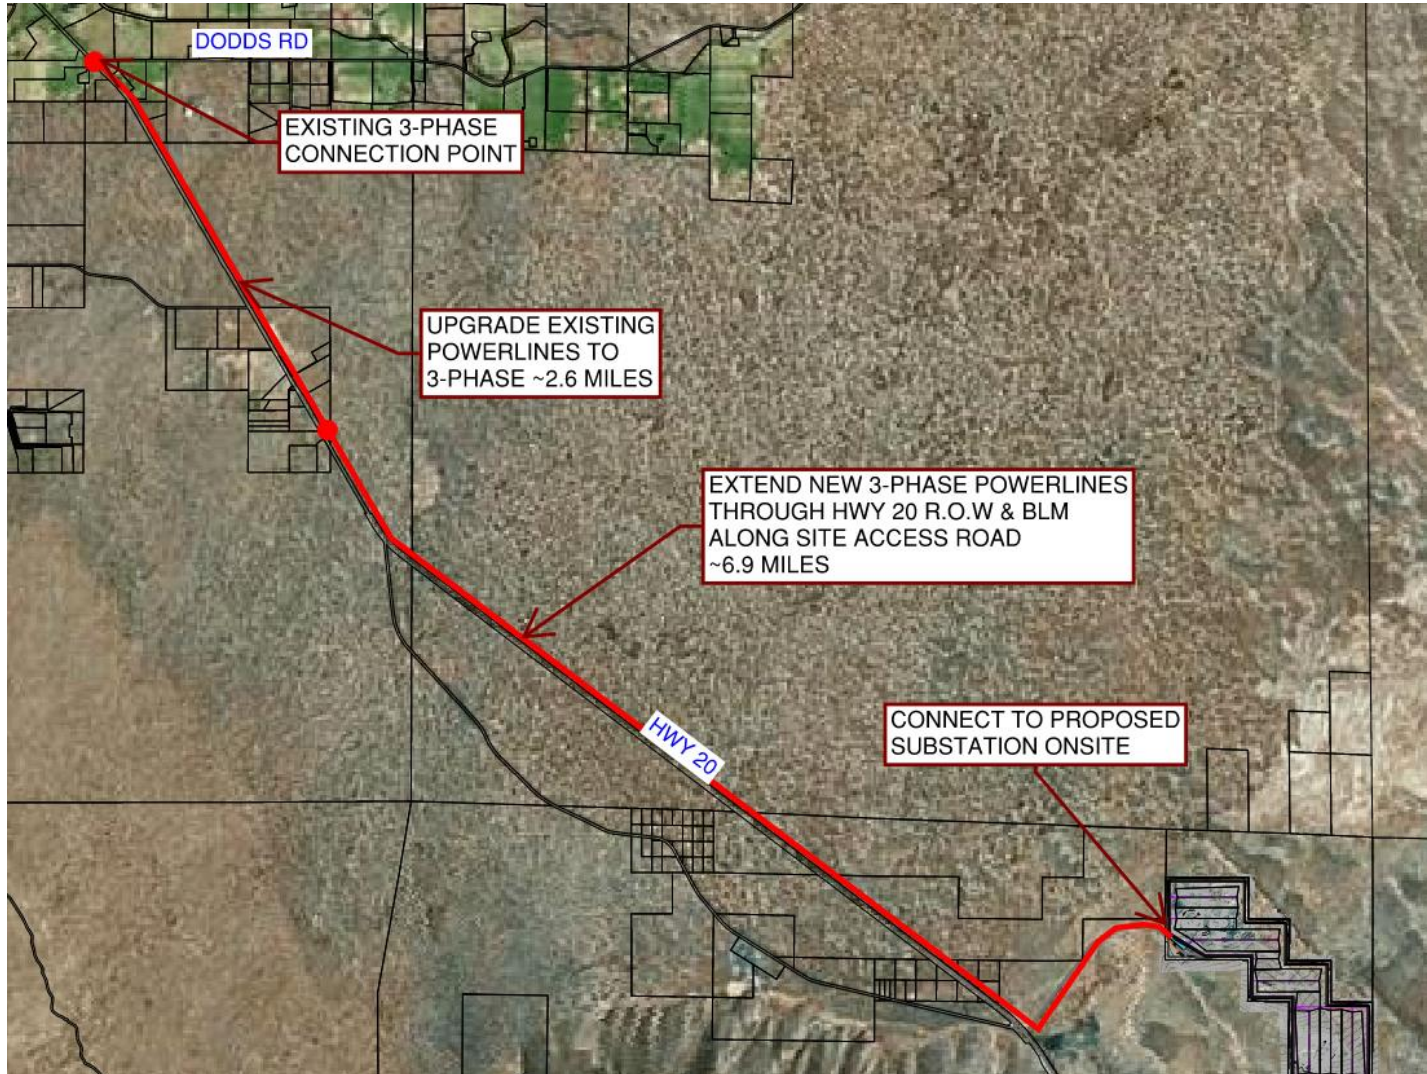 DODDS RD
EXISTING 3-PHASE
CONNECTION POINT
UPGRADE EXISTING
POWERLINES TO
3-PHASE ~2.6 MILES
EXTEND NEW 3-PHASE POWERLINES
THROUGH HWY 20 R.O.W & BLM
ALONG SITE ACCESS ROAD
~6.9 MILES
HWY 20
CONNECT TO PROPOSED
SUBSTATION ONSITE